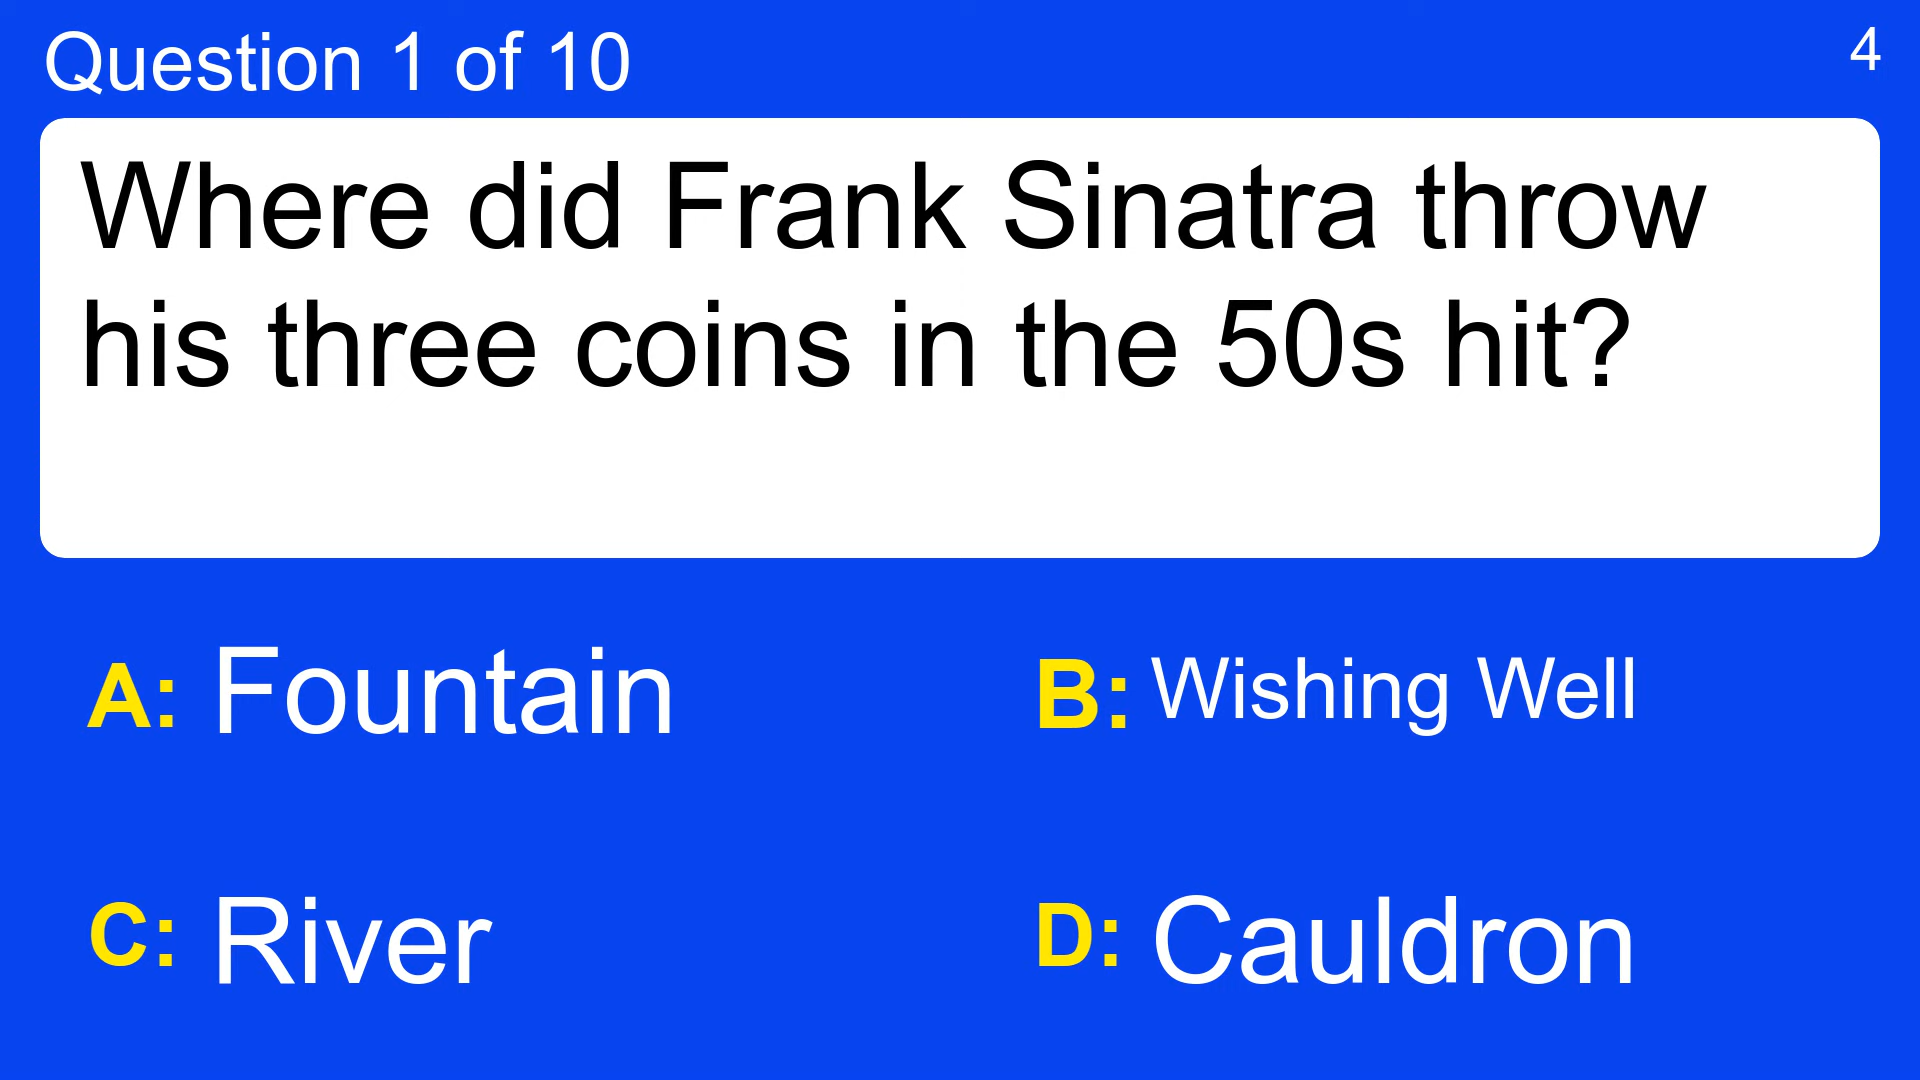 Question 1 of 10
4
Where did Frank Sinatra throw
his three coins in the 50s hit?
A: Fountain
B: Wishing Well
C: River
D: Cauldron